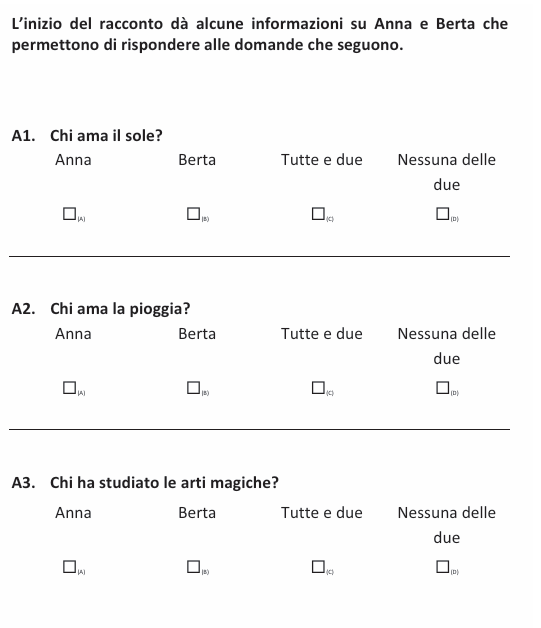 L’inizio del racconto dà alcune informazioni su Anna e Berta che
permettono di rispondere alle domande che seguono.
A1. Chi ama il sole?
Anna Berta Tutte e due Nessuna delle
due
(A) (B) (C) (D)
A2. Chi ama la pioggia?
Anna Berta Tutte e due Nessuna delle
due
(A) (B) (C) (D)
A3. Chi ha studiato le arti magiche?
Anna Berta Tutte e due Nessuna delle
due
(A) (B) (C) (D)